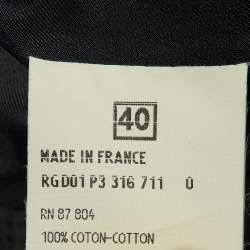 40
MADE IN FRANCE
RGD01 P3 316 711 0
RN 87 804
100% COTON-COTTON